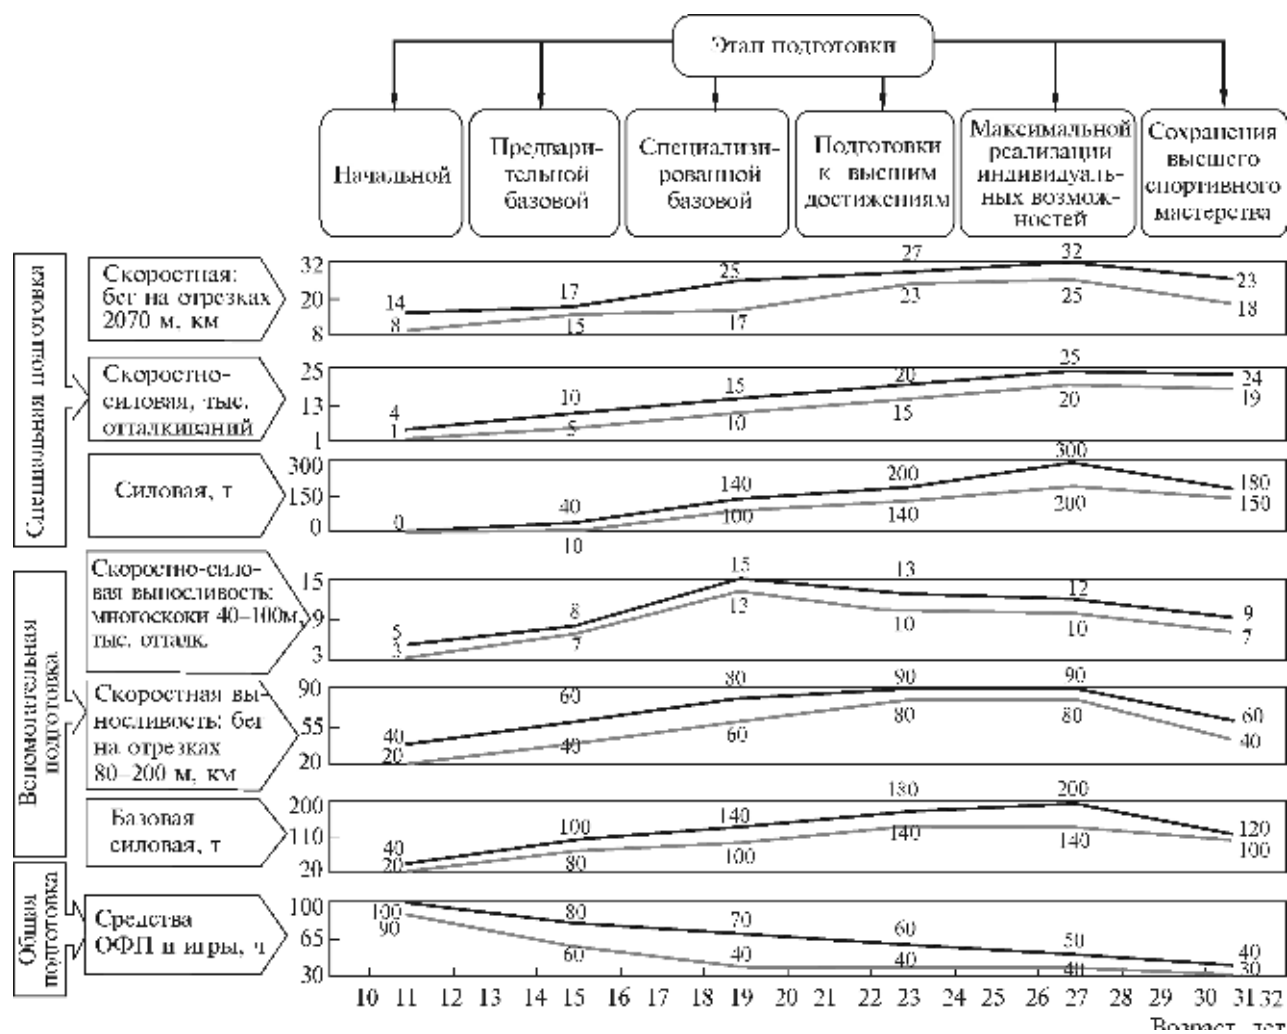 Этап подготовки
Начальной
Предвари-
тельной
базовой
Специализи-
рованной
базовой
Подготовки
к высшим
достижениям
Максимальной
реализации
индивидуаль-
ных возмож-
ностей
Сохранения
высшего
спортивного
мастерства
Специальная подготовка
Скоростная:
бег на отрезках
2070 м, км
32
20
8
14
17
25
27
32
23
8
15
17
23
25
18
Скоростно-
силовая, тыс.
отталкиваний
25
13
1
4
10
15
20
25
24
1
5
10
15
20
19
Силовая, т
300
150
0
0
40
140
200
300
180
10
100
140
200
150
Вспомогательная
подготовка
Скоростно-сило-
вая выносливость:
многоскоки 40–100м,
тыс. отталк.
15
9
3
5
8
15
13
12
9
3
7
13
10
10
7
Скоростная вы-
носливость: бег
на отрезках
80–200 м, км
90
55
20
40
60
80
90
90
60
20
40
60
80
80
40
Базовая
силовая, т
200
110
20
40
100
140
180
200
120
20
80
100
140
140
100
Общая
подготовка
Средства
ОФП и игры, ч
100
65
30
100
80
70
60
50
40
90
60
40
40
40
30
10 11 12 13 14 15 16 17 18 19 20 21 22 23 24 25 26 27 28 29 30 31 32
Возраст, лет